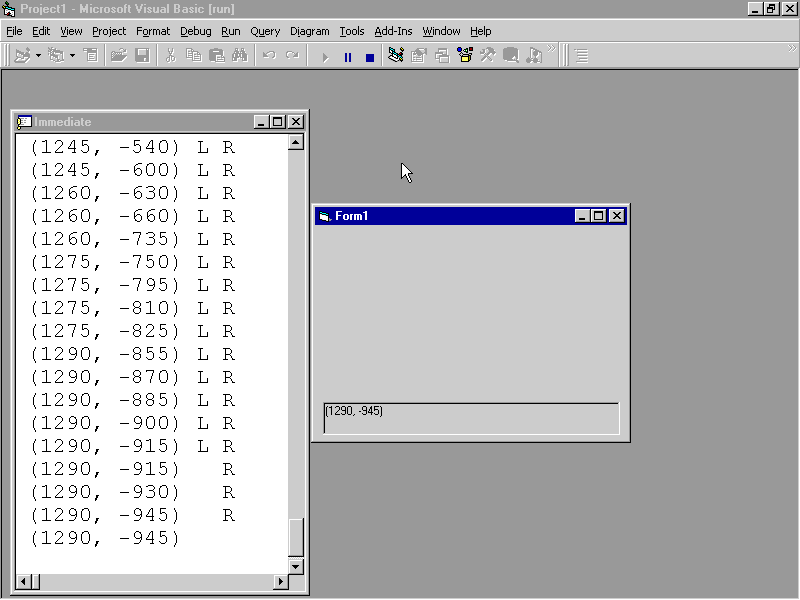 Project1 - Microsoft Visual Basic [run]
File Edit View Project Format Debug Run Query Diagram Tools Add-Ins Window Help
Immediate
(1245, -540) L R
(1245, -600) L R
(1260, -630) L R
(1260, -660) L R
(1260, -735) L R
(1275, -750) L R
(1275, -795) L R
(1275, -810) L R
(1275, -825) L R
(1290, -855) L R
(1290, -870) L R
(1290, -885) L R
(1290, -900) L R
(1290, -915) L R
(1290, -915) R
(1290, -930) R
(1290, -945) R
(1290, -945)
Form1
(1290, -945)